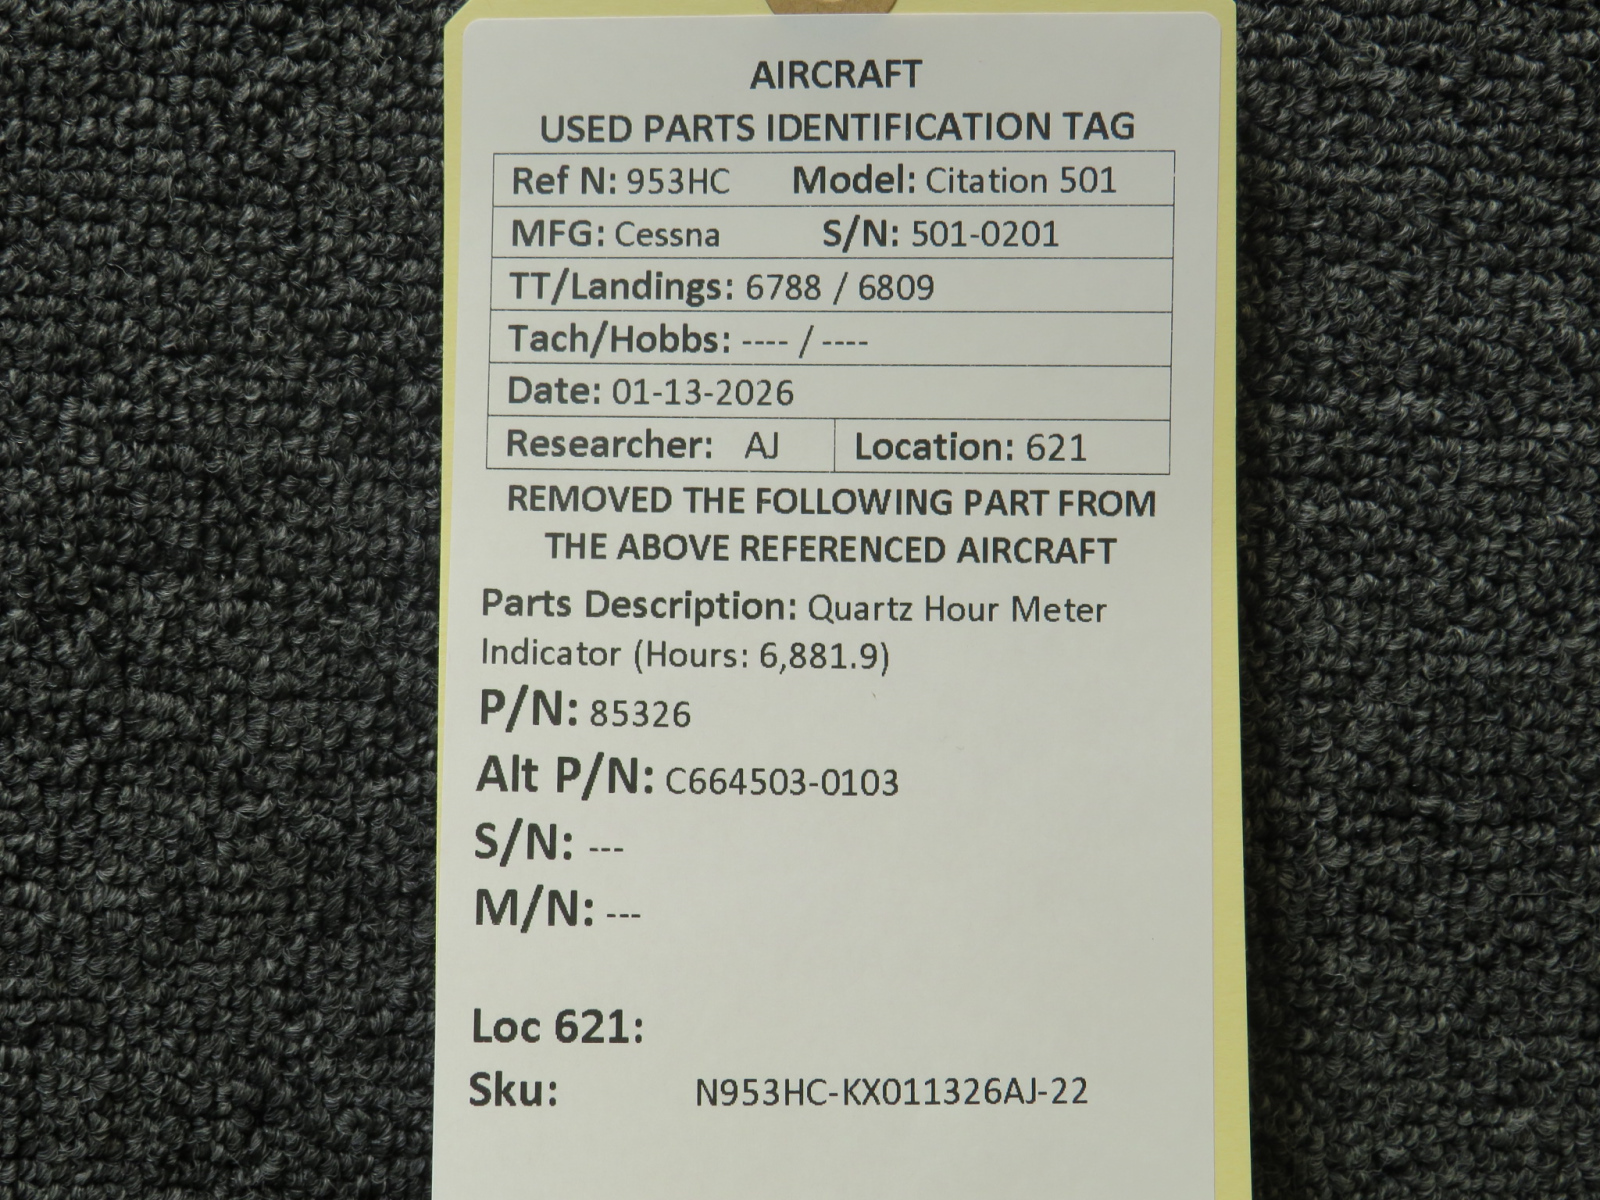 AIRCRAFT
USED PARTS IDENTIFICATION TAG
Ref N: 953HC Model: Citation 501
MFG: Cessna S/N: 501-0201
TT/Landings: 6788 / 6809
Tach/Hobbs: ---- / ----
Date: 01-13-2026
Researcher: AJ Location: 621
REMOVED THE FOLLOWING PART FROM
THE ABOVE REFERENCED AIRCRAFT
Parts Description: Quartz Hour Meter
Indicator (Hours: 6,881.9)
P/N: 85326
Alt P/N: C664503-0103
S/N: ---
M/N: ---
Loc 621:
Sku: N953HC-KX011326AJ-22